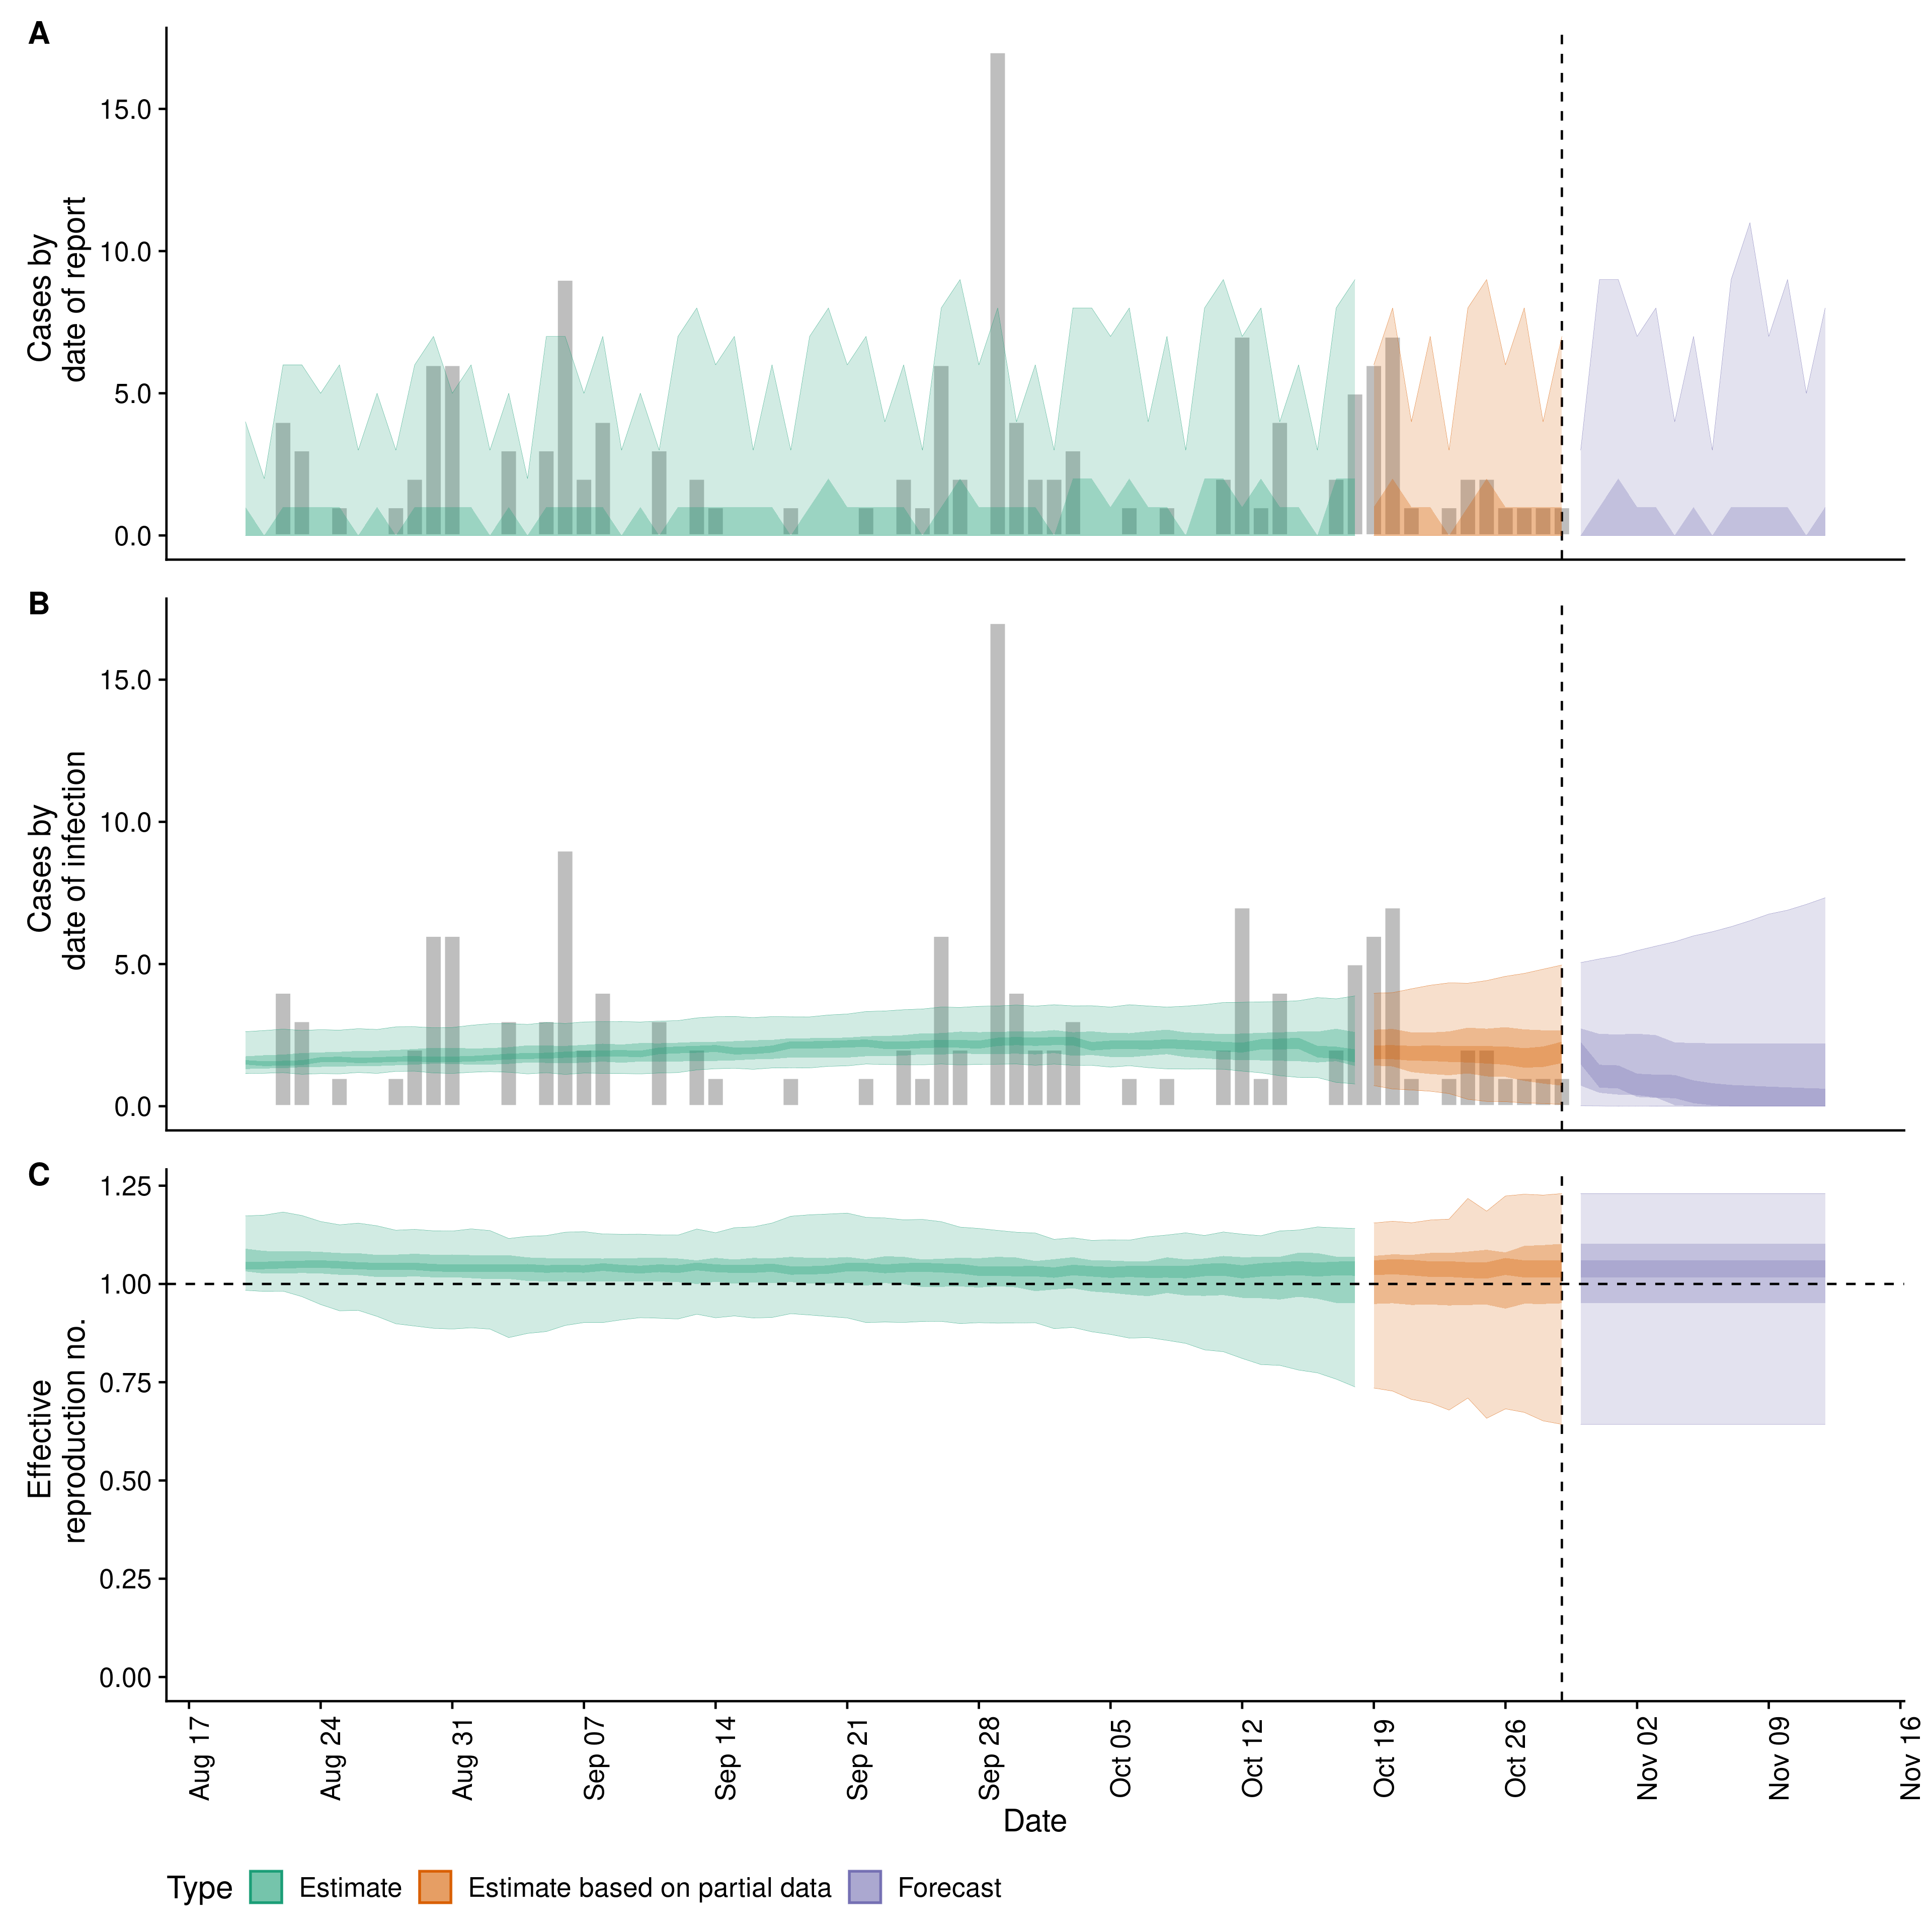 A
Cases by
date of report
15.0
10.0
5.0
0.0
B
Cases by
date of infection
15.0
10.0
5.0
0.0
C
Effective
reproduction no.
1.25
1.00
0.75
0.50
0.25
0.00
Aug 17
Aug 24
Aug 31
Sep 07
Sep 14
Sep 21
Sep 28
Oct 05
Oct 12
Oct 19
Oct 26
Nov 02
Nov 09
Nov 16
Date
Type Estimate Estimate based on partial data Forecast